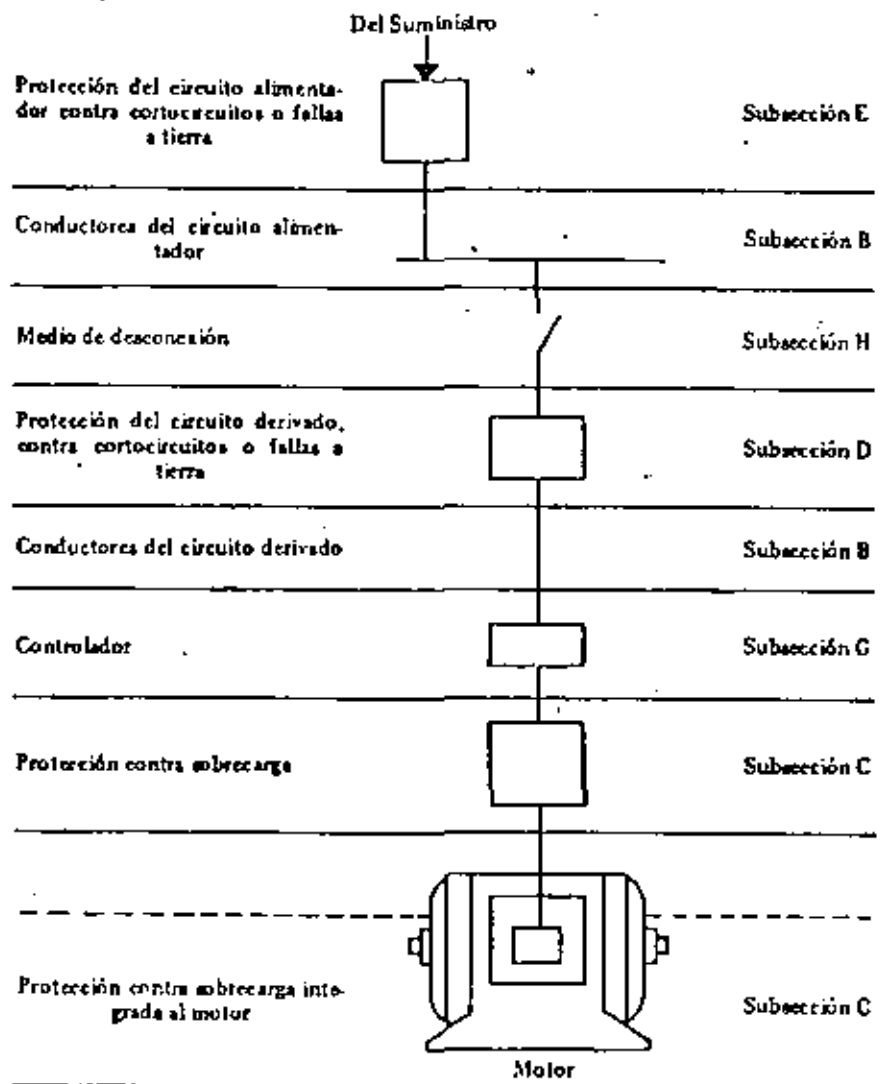 Del Suministro
Protección del circuito alimenta-
dor contra cortocircuitos o fallas
a tierra
Subsección E
Conductores del circuito alimen-
tador
Subsección B
Medio de desconexión
Subsección H
Protección del circuito derivado,
contra cortocircuitos o fallas a
tierra
Subsección D
Conductores del circuito derivado
Subsección B
Controlador
Subsección G
Protección contra sobrecarga
Subsección C
Protección contra sobrecarga inte-
grada al motor
Subsección C
Motor